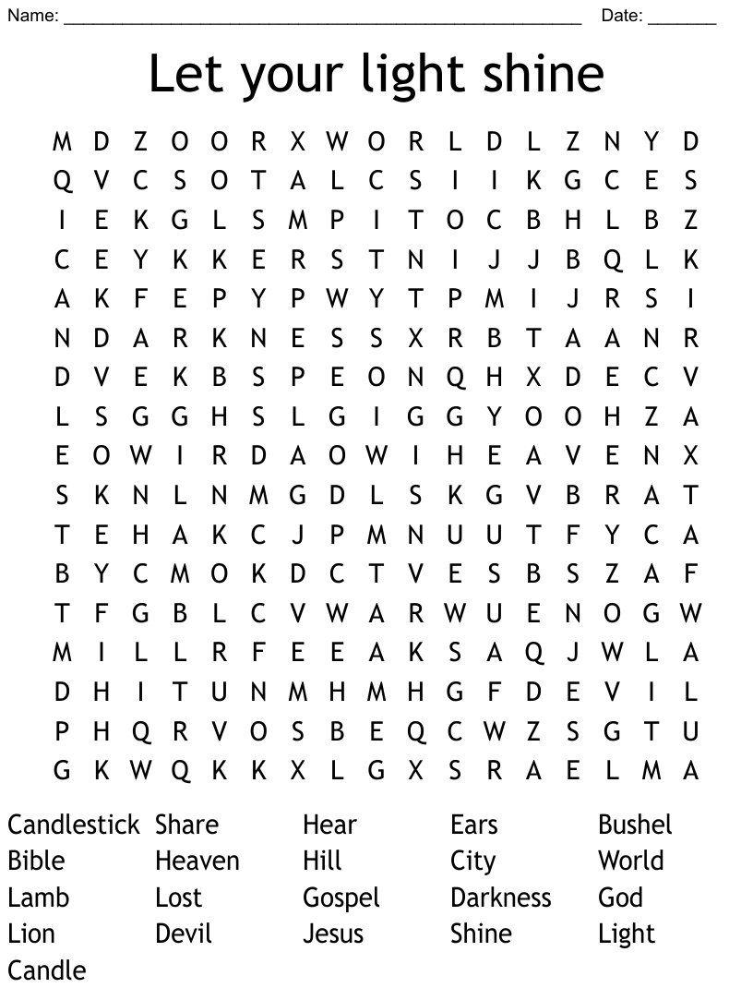 Name: _____________________________________________________ Date: _______
Let your light shine
M D Z O O R X W O R L D L Z N Y D
Q V C S O T A L C S I I K G C E S
I E K G L S M P I T O C B H L B Z
C E Y K K E R S T N I J J B Q L K
A K F E P Y P W Y T P M I J R S I
N D A R K N E S S X R B T A A N R
D V E K B S P E O N Q H X D E C V
L S G G H S L G I G G Y O O H Z A
E O W I R D A O W I H E A V E N X
S K N L N M G D L S K G V B R A T
T E H A K C J P M N U U T F Y C A
B Y C M O K D C T V E S B S Z A F
T F G B L C V W A R W U E N O G W
M I L L R F E E A K S A Q J W L A
D H I T U N M H M H G F D E V I L
P H Q R V O S B E Q C W Z S G T U
G K W Q K K X L G X S R A E L M A
Candlestick Share Hear Ears Bushel
Bible Heaven Hill City World
Lamb Lost Gospel Darkness God
Lion Devil Jesus Shine Light
Candle